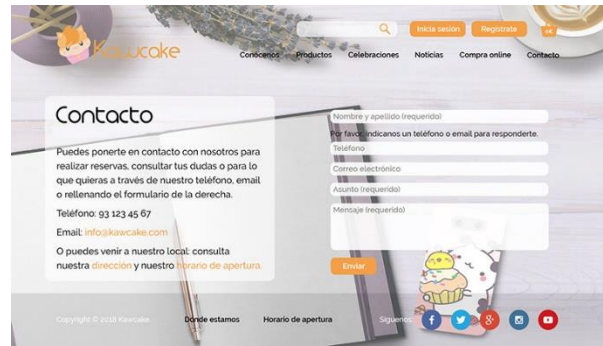 Inicia sesión Regístrate
0€
Kawcake
Conócenos Productos Celebraciones Noticias Compra online Contacto
Contacto
Puedes ponerte en contacto con nosotros para
realizar reservas, consultar tus dudas o para lo
que quieras a través de nuestro teléfono, email
o rellenando el formulario de la derecha.
Teléfono: 93 123 45 67
Email: info@kawcake.com
O puedes venir a nuestro local: consulta
nuestra dirección y nuestro horario de apertura.
Nombre y apellido (requerido)
Por favor, indícanos un teléfono o email para responderte.
Teléfono
Correo electrónico
Asunto (requerido)
Mensaje (requerido)
Enviar
Copyright © 2018 Kawcake. Dónde estamos Horario de apertura Síguenos: